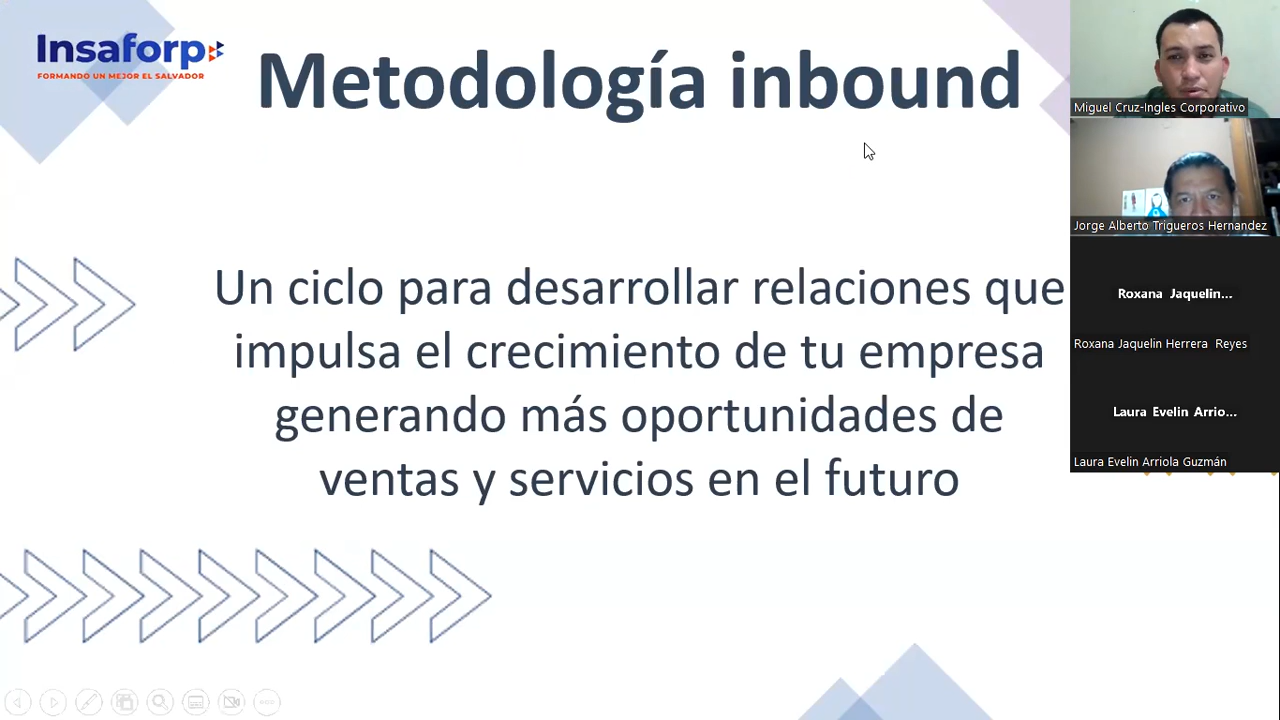 Insaforp
FORMANDO UN MEJOR EL SALVADOR
Metodología inbound
Un ciclo para desarrollar relaciones que
impulsa el crecimiento de tu empresa
generando más oportunidades de
ventas y servicios en el futuro
Miguel Cruz-Ingles Corporativo
Jorge Alberto Trigueros Hernandez
Roxana Jaquelin...
Roxana Jaquelin Herrera Reyes
Laura Evelin Arrio...
Laura Evelin Arriola Guzmán